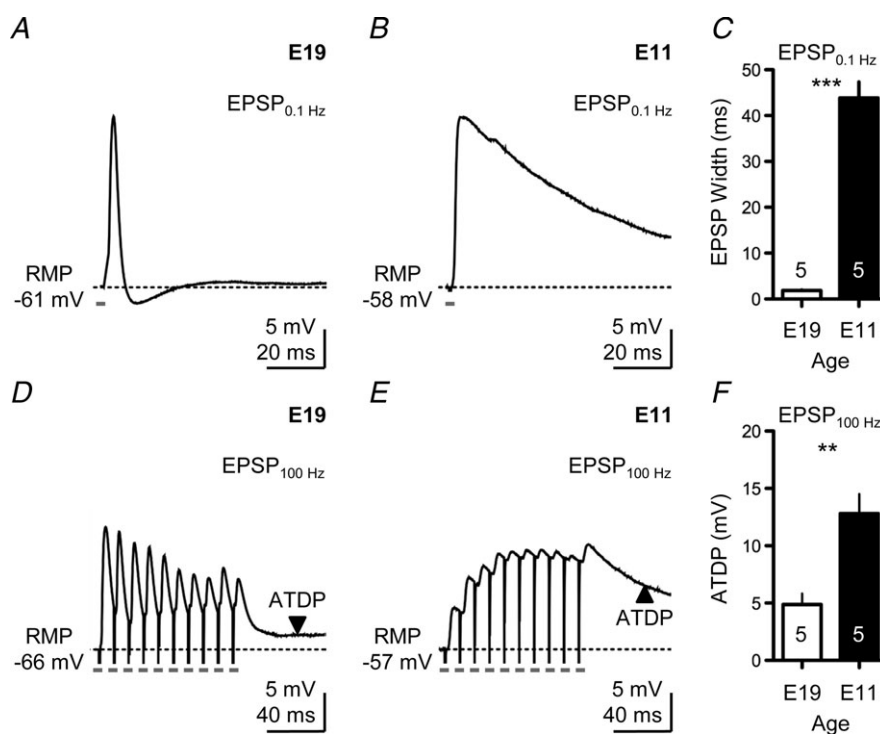 A
E19
EPSP0.1 Hz
RMP
-61 mV
5 mV
20 ms
B
E11
EPSP0.1 Hz
RMP
-58 mV
5 mV
20 ms
C
EPSP0.1 Hz
***
EPSP Width (ms)
50
40
30
20
10
0
5
5
E19
E11
Age
D
E19
EPSP100 Hz
ATDP
RMP
-66 mV
5 mV
40 ms
E
E11
EPSP100 Hz
ATDP
RMP
-57 mV
5 mV
40 ms
F
EPSP100 Hz
**
ATDP (mV)
20
15
10
5
0
5
5
E19
E11
Age